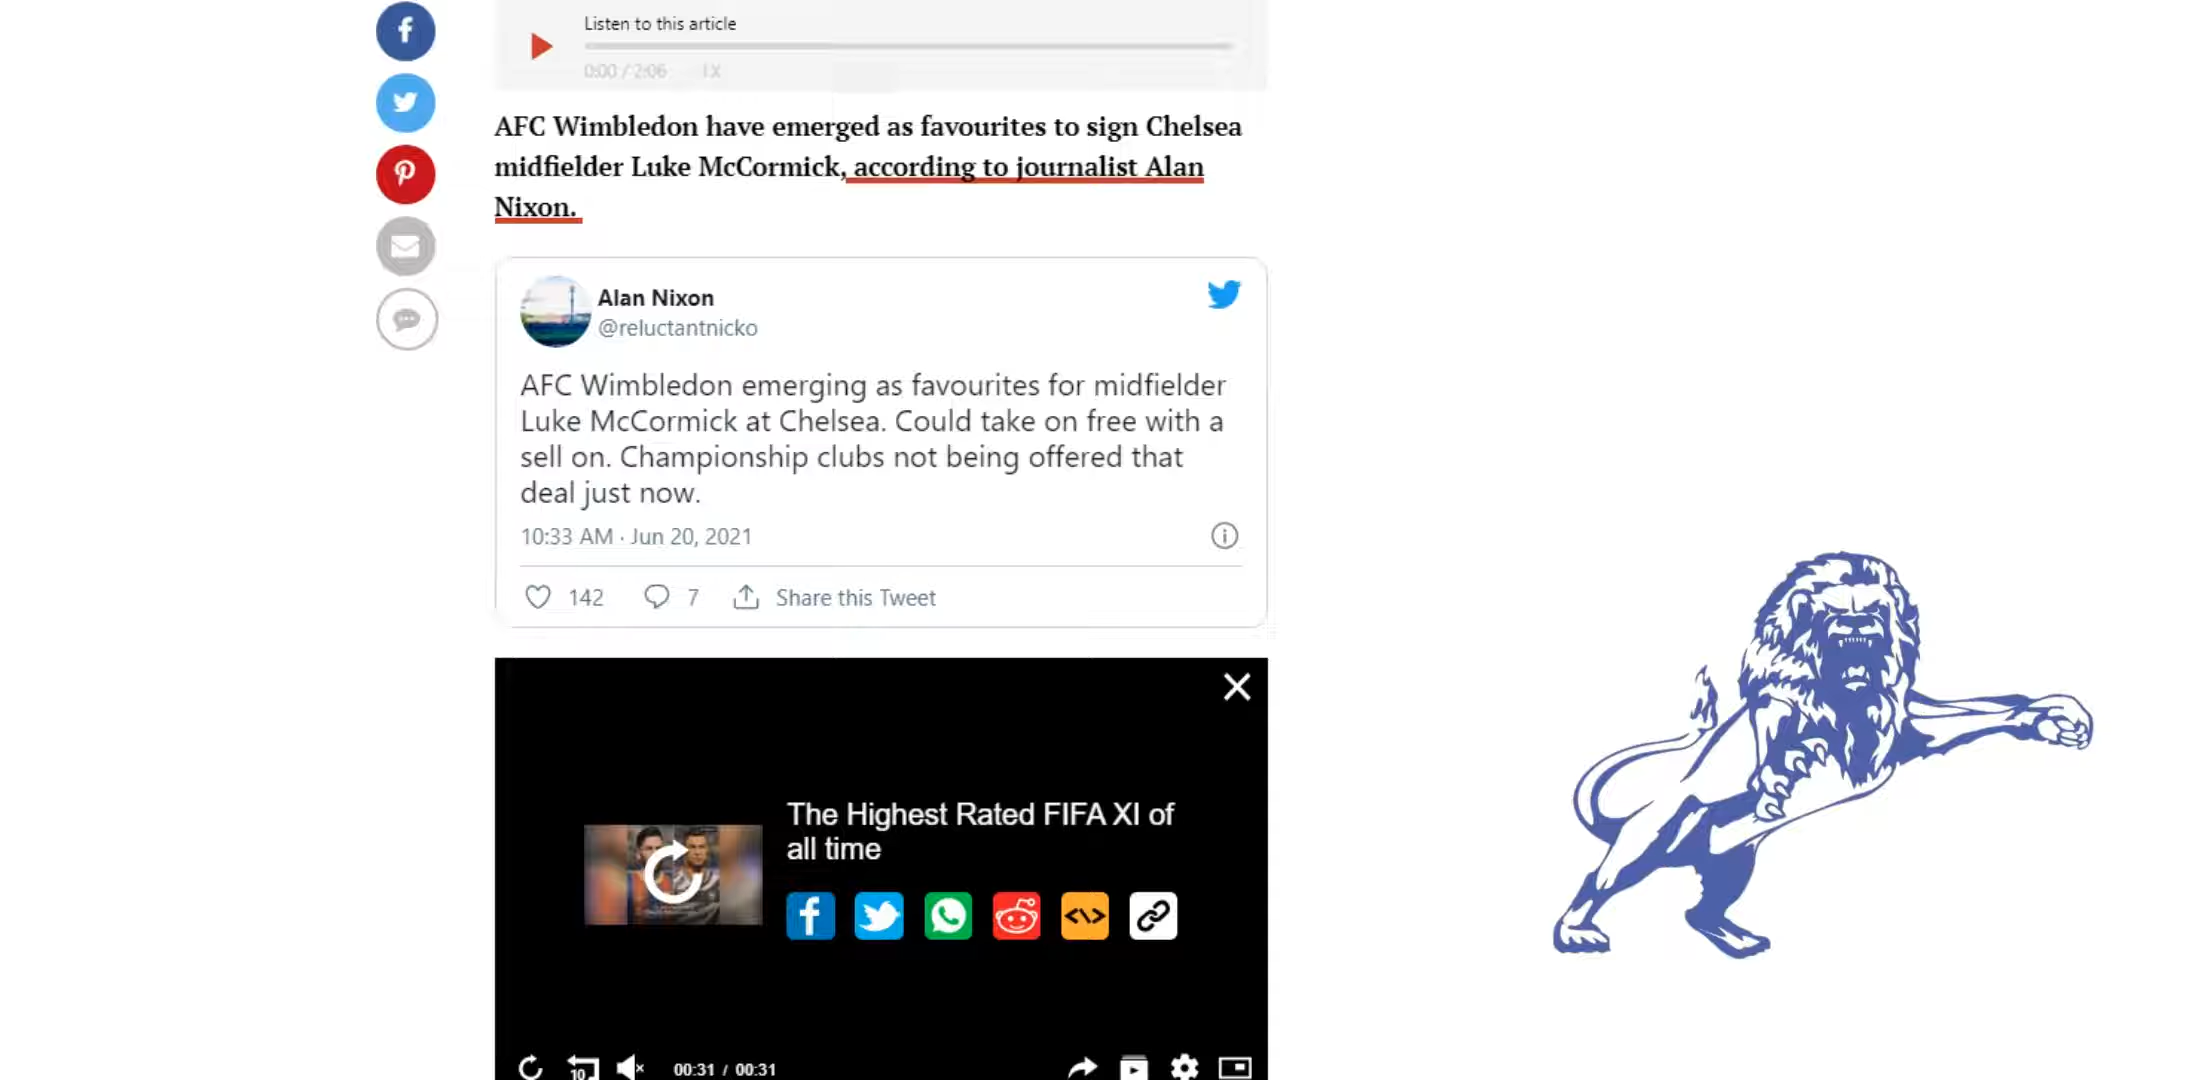 Listen to this article
0:00 / 2:06 1X
AFC Wimbledon have emerged as favourites to sign Chelsea
midfielder Luke McCormick, according to journalist Alan
Nixon.
Alan Nixon
@reluctantnicko
AFC Wimbledon emerging as favourites for midfielder
Luke McCormick at Chelsea. Could take on free with a
sell on. Championship clubs not being offered that
deal just now.
10:33 AM · Jun 20, 2021
142 7 Share this Tweet
The Highest Rated FIFA XI of
all time
10 00:31 / 00:31